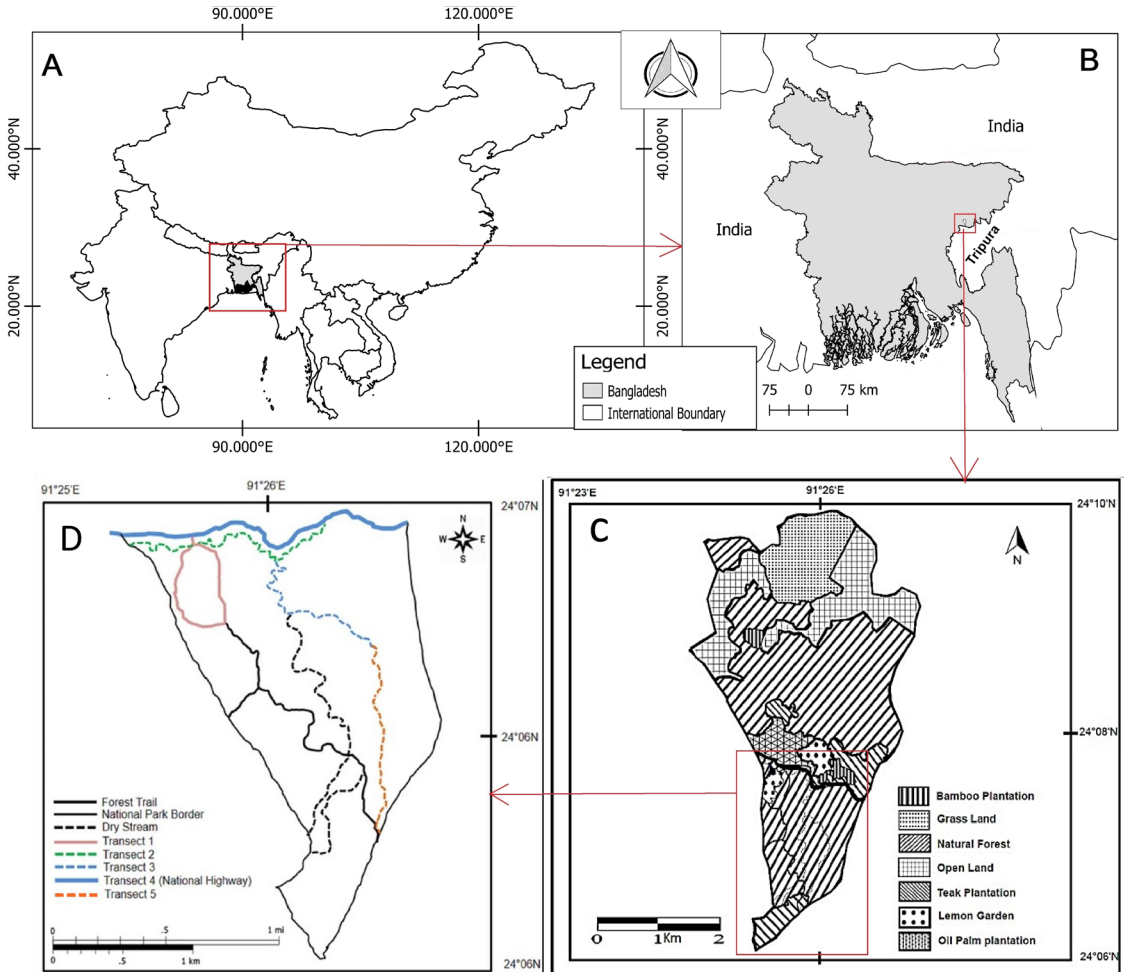 90.000°E
120.000°E
A
40.000°N
20.000°N
90.000°E
120.000°E
40.000°N
20.000°N
B
India
India
Tripura
Legend
Bangladesh
International Boundary
75 0 75 km
91°25'E
91°26'E
24°07N
D
N
W E
S
24°06N
Forest Trail
National Park Border
Dry Stream
Transect 1
Transect 2
Transect 3
Transect 4 (National Highway)
Transect 5
0 .5 1 mi
0 .5 1 km
24°06N
91°23'E
91°26'E
24°10'N
C
N
24°08'N
Bamboo Plantation
Grass Land
Natural Forest
Open Land
Teak Plantation
Lemon Garden
Oil Palm plantation
0 1Km 2
24°06'N